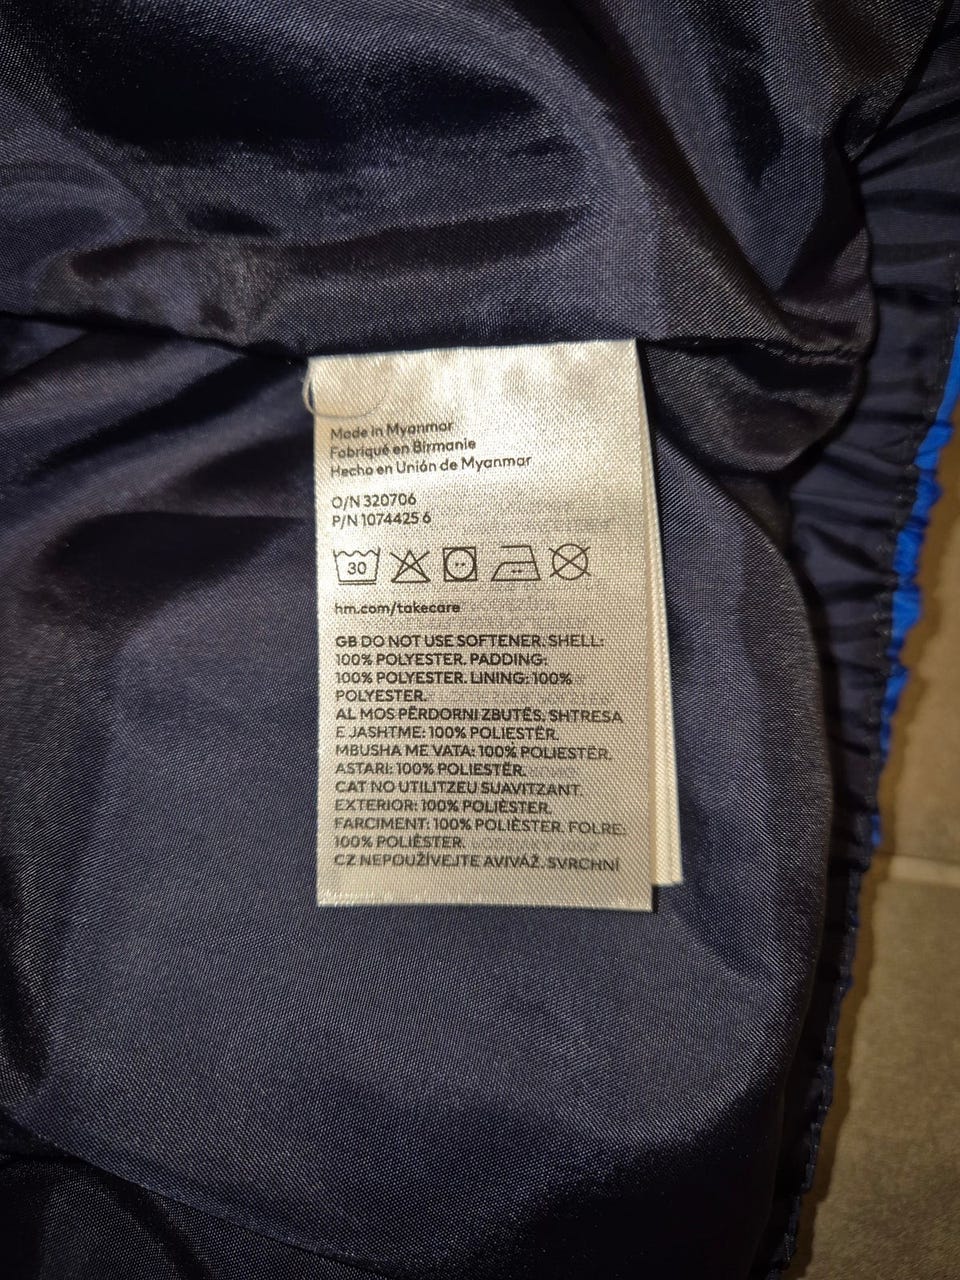 Made in Myanmar
Fabriqué en Birmanie
Hecho en Unión de Myanmar
O/N 320706
P/N 1074425 6
30
hm.com/takecare
GB DO NOT USE SOFTENER. SHELL:
100% POLYESTER. PADDING:
100% POLYESTER. LINING: 100%
POLYESTER.
AL MOS PËRDORNI ZBUTËS. SHTRESA
E JASHTME: 100% POLIESTËR.
MBUSHA ME VATA: 100% POLIESTËR.
ASTARI: 100% POLIESTËR.
CAT NO UTILITZEU SUAVITZANT.
EXTERIOR: 100% POLIÈSTER.
FARCIMENT: 100% POLIÈSTER. FOLRE:
100% POLIÈSTER.
CZ NEPOUŽÍVEJTE AVIVÁŽ. SVRCHNÍ